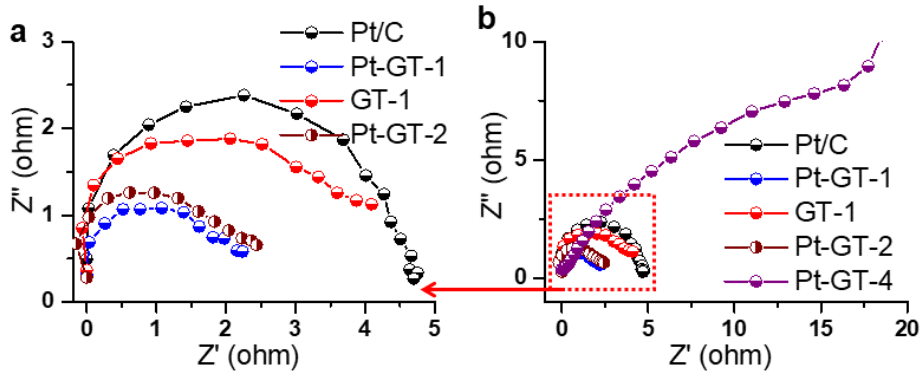 a
3
2
1
0
Z" (ohm)
0 1 2 3 4 5
Z' (ohm)
Pt/C
Pt-GT-1
GT-1
Pt-GT-2
b
10
5
0
Z" (ohm)
0 5 10 15 20
Z' (ohm)
Pt/C
Pt-GT-1
GT-1
Pt-GT-2
Pt-GT-4